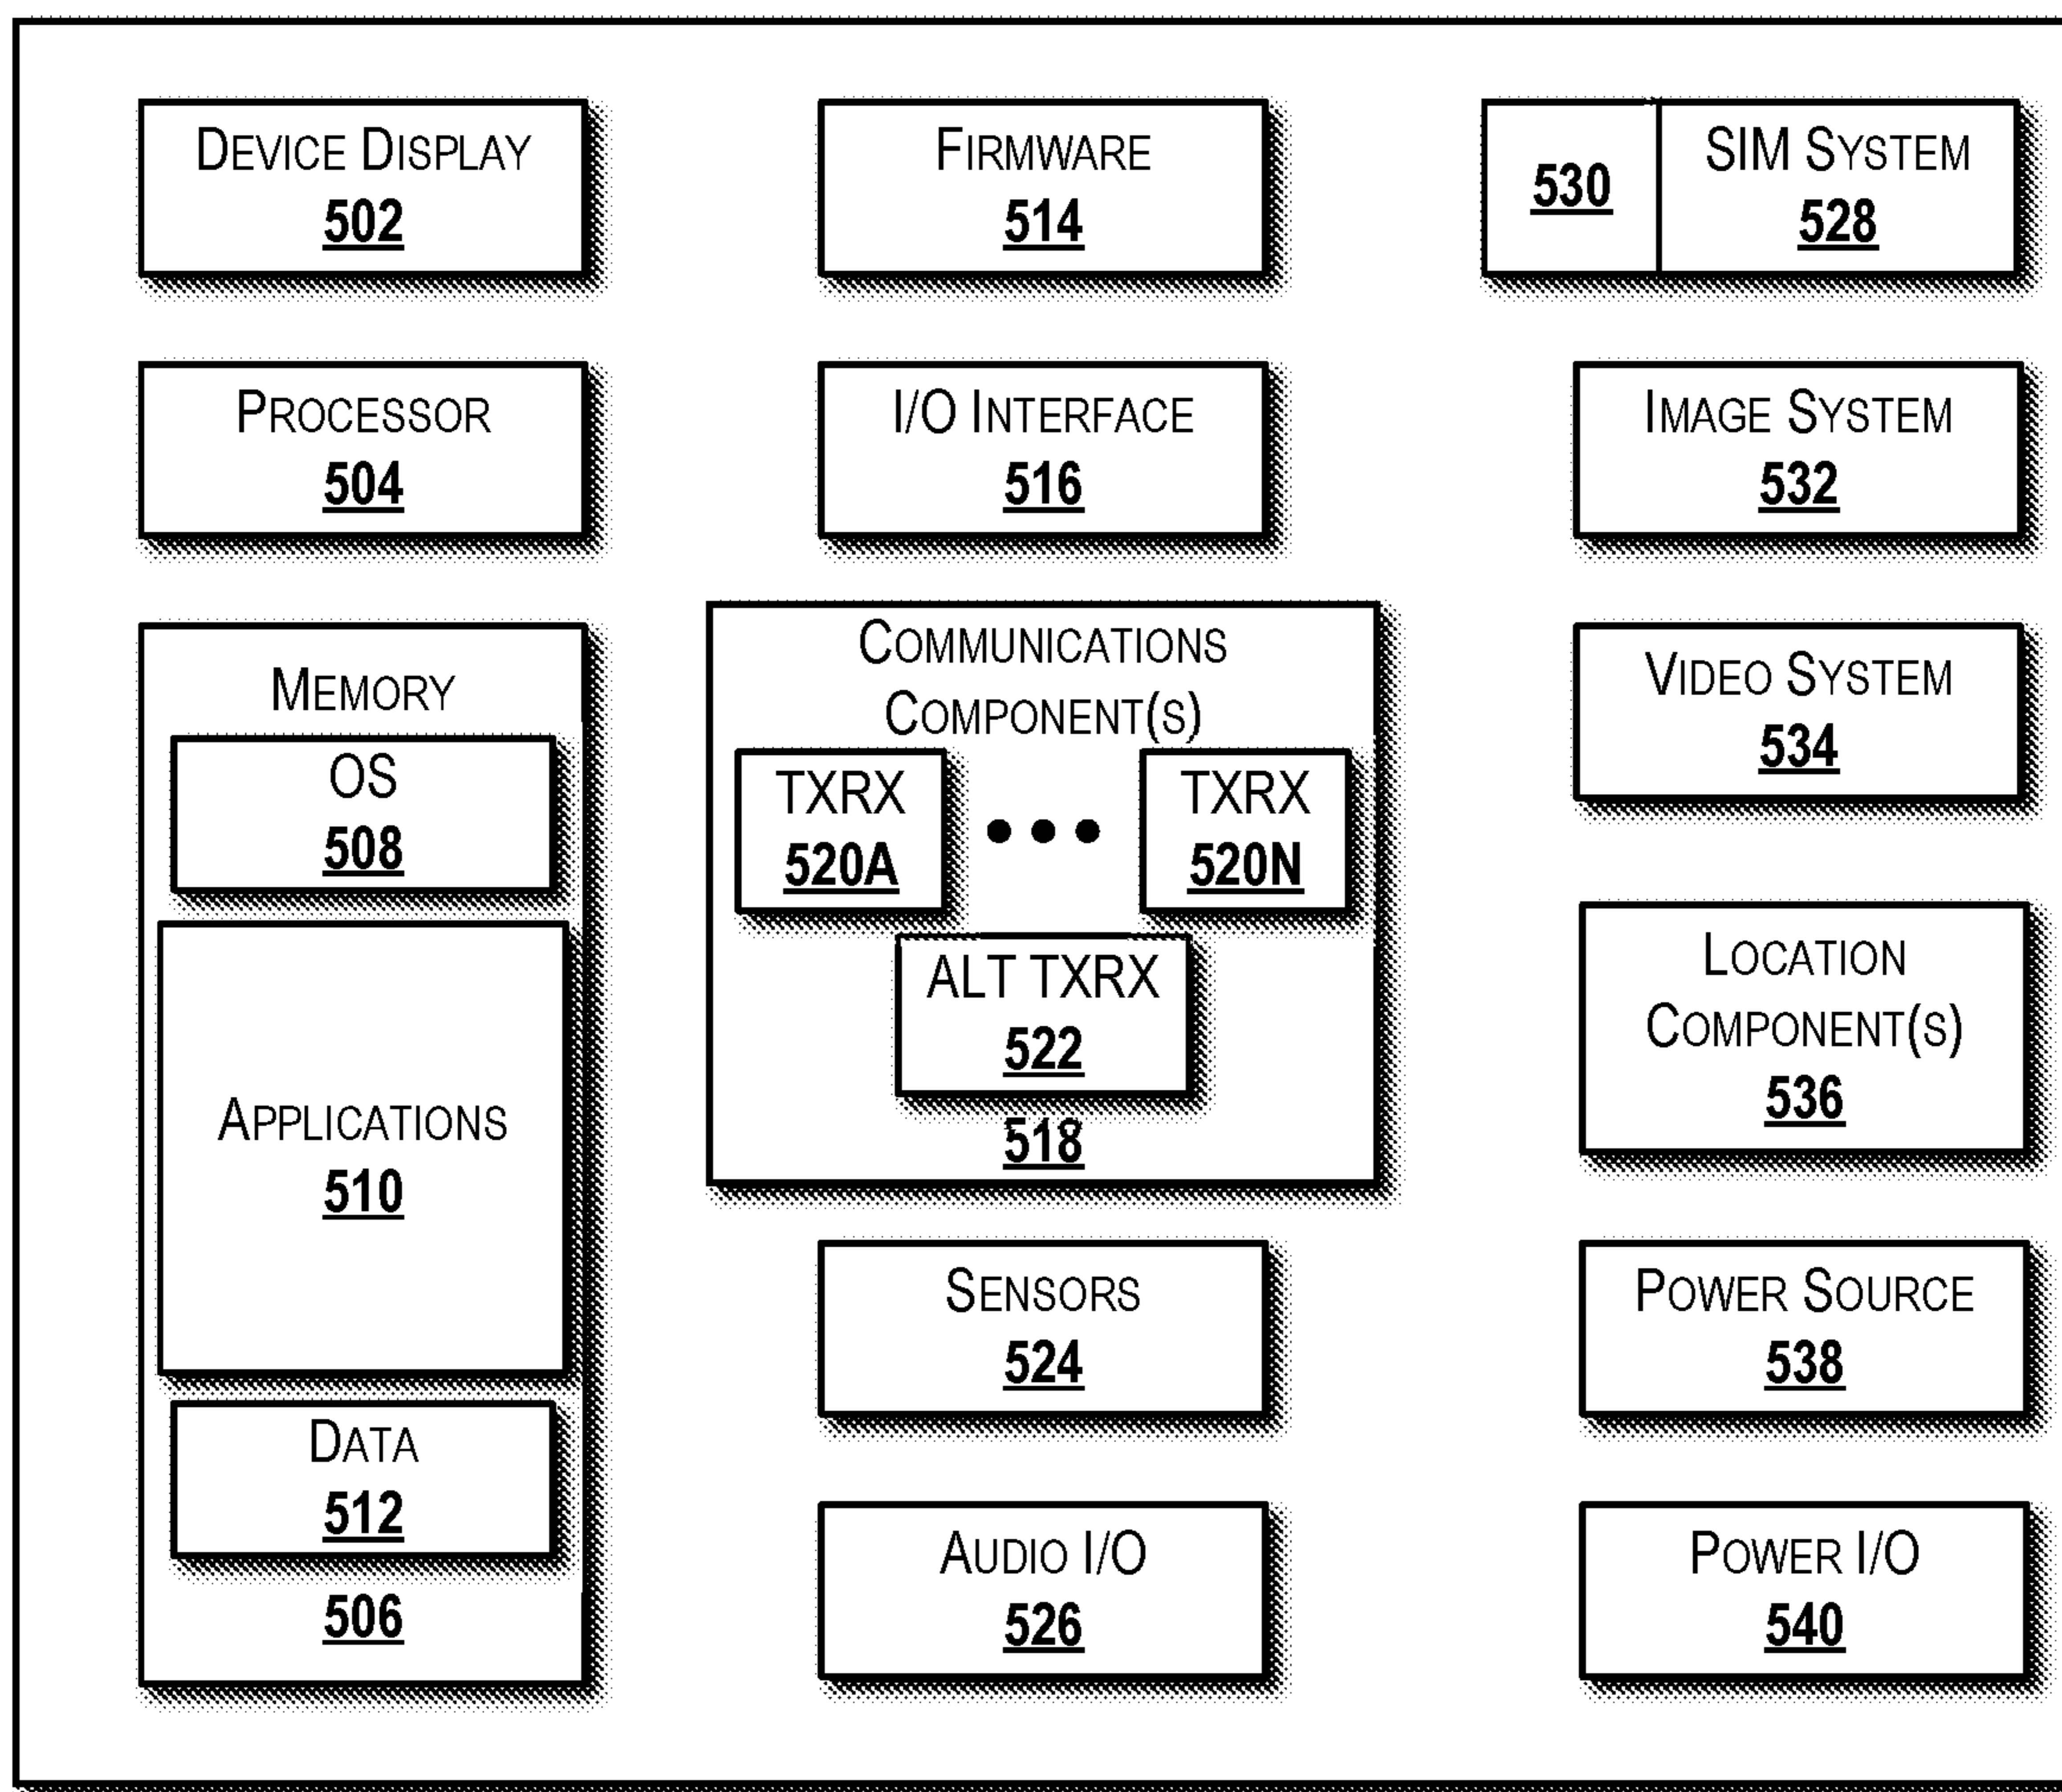 Device Display
502
Processor
504
Memory
OS
508
Applications
510
Data
512
506
Firmware
514
I/O Interface
516
Communications
Component(s)
TXRX
520A
TXRX
520N
ALT TXRX
522
518
Sensors
524
Audio I/O
526
530
SIM System
528
Image System
532
Video System
534
Location
Component(s)
536
Power Source
538
Power I/O
540